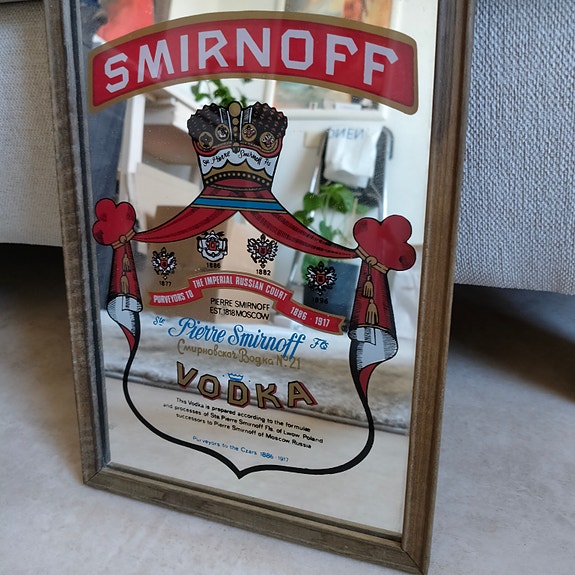 SMIRNOFF
Ste Pierre Smirnoff Fls
1877
1886
1882
1896
PURVEYORS TO THE IMPERIAL RUSSIAN COURT 1886 · 1917
PIERRE SMIRNOFF
EST. 1818 MOSCOW
Ste Pierre Smirnoff Fls
Смирновская Водка № 21
VODKA
This Vodka is prepared according to the formulae
and processes of Ste Pierre Smirnoff Fls. of Lwow, Poland
successors to Pierre Smirnoff of Moscow, Russia
Purveyors to the Czars 1886 · 1917